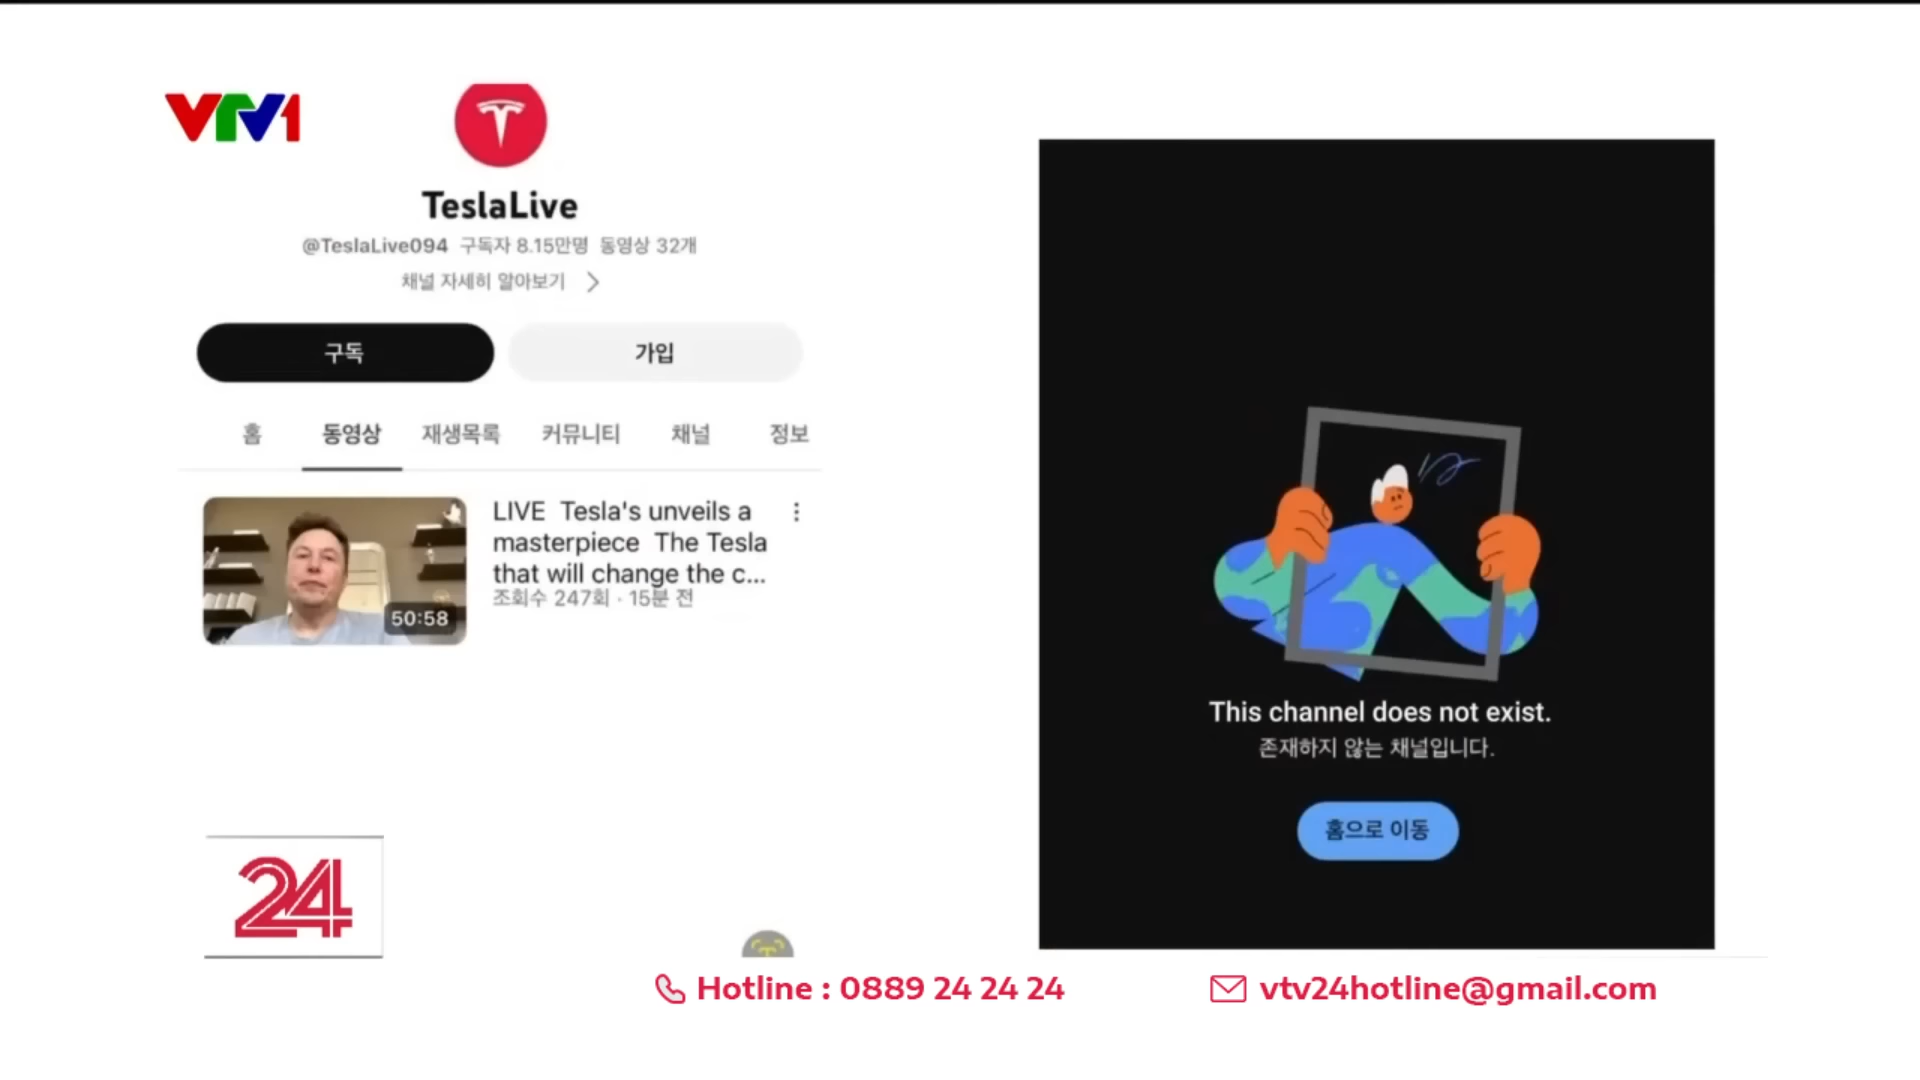 VTV1
TeslaLive
@TeslaLive094 구독자 8.15만명 동영상 32개
채널 자세히 알아보기
구독
가입
홈 동영상 재생목록 커뮤니티 채널 정보
LIVE Tesla's unveils a
masterpiece The Tesla
that will change the c...
조회수 247회 · 15분 전
50:58
This channel does not exist.
존재하지 않는 채널입니다.
홈으로 이동
24
Hotline : 0889 24 24 24
vtv24hotline@gmail.com